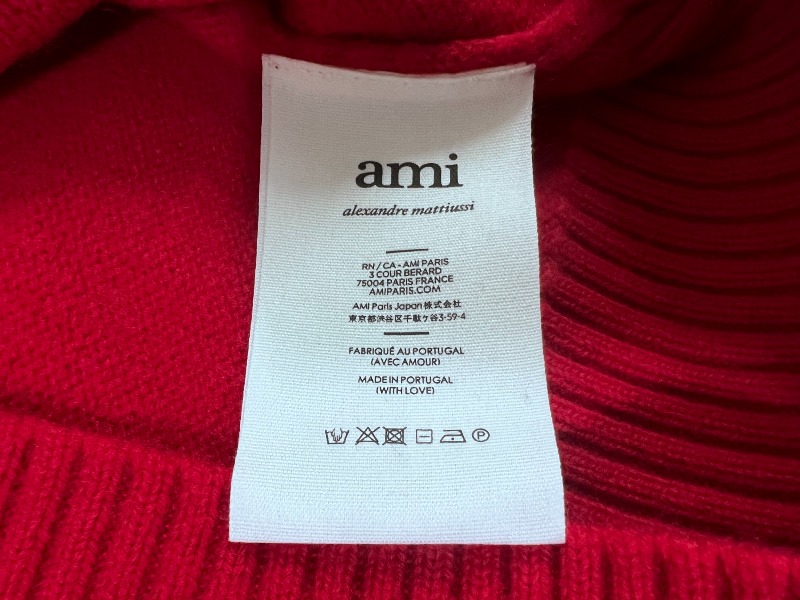 ami
alexandre mattiussi
RN / CA - AMI PARIS
3 COUR BERARD
75004 PARIS FRANCE
AMIPARIS.COM
AMI Paris Japan 株式会社
東京都渋谷区千駄ヶ谷3-59-4
FABRIQUÉ AU PORTUGAL
(AVEC AMOUR)
MADE IN PORTUGAL
(WITH LOVE)
P